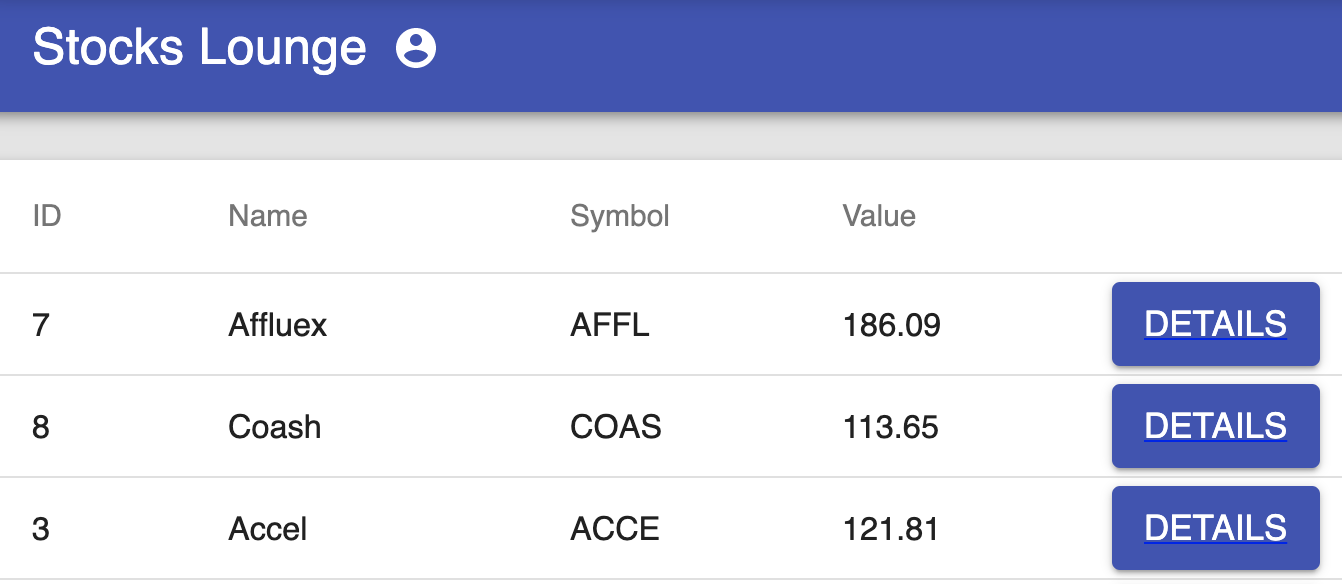 Stocks Lounge
ID Name Symbol Value
7 Affluex AFFL 186.09 DETAILS
8 Coash COAS 113.65 DETAILS
3 Accel ACCE 121.81 DETAILS